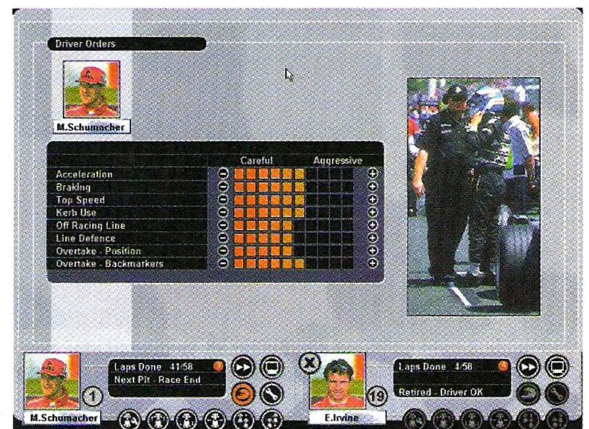 Driver Orders
M.Schumacher
Careful Aggressive
Acceleration
Braking
Top Speed
Kerb Use
Off Racing Line
Line Defence
Overtake - Position
Overtake - Backmarkers
Laps Done 41/58
Next Pit - Race End
1
M.Schumacher
Laps Done 4/58
Retired - Driver OK
19
E.Irvine